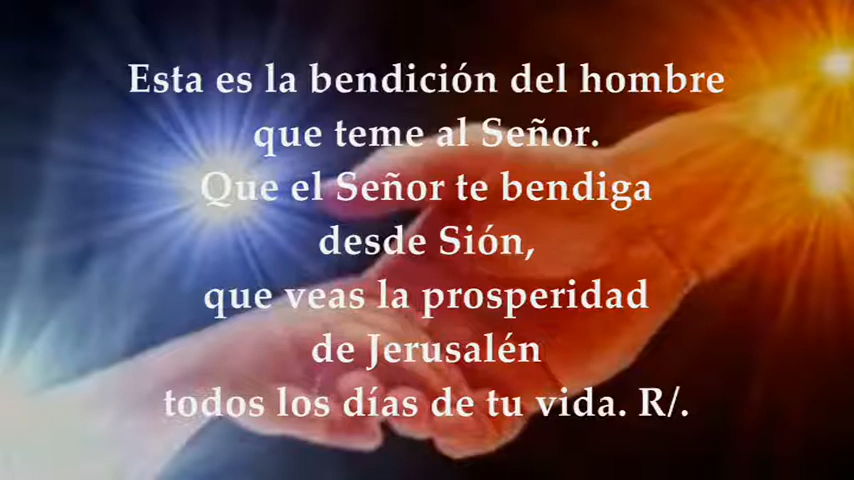 Esta es la bendición del hombre
que teme al Señor.
Que el Señor te bendiga
desde Sión,
que veas la prosperidad
de Jerusalén
todos los días de tu vida. R/.